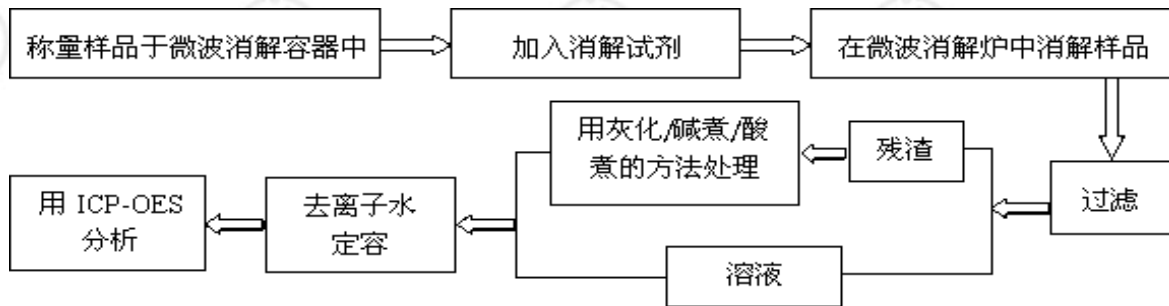 称量样品于微波消解容器中
加入消解试剂
在微波消解炉中消解样品
过滤
残渣
用灰化/碱煮/酸
煮的方法处理
溶液
去离子水
定容
用 ICP-OES
分析